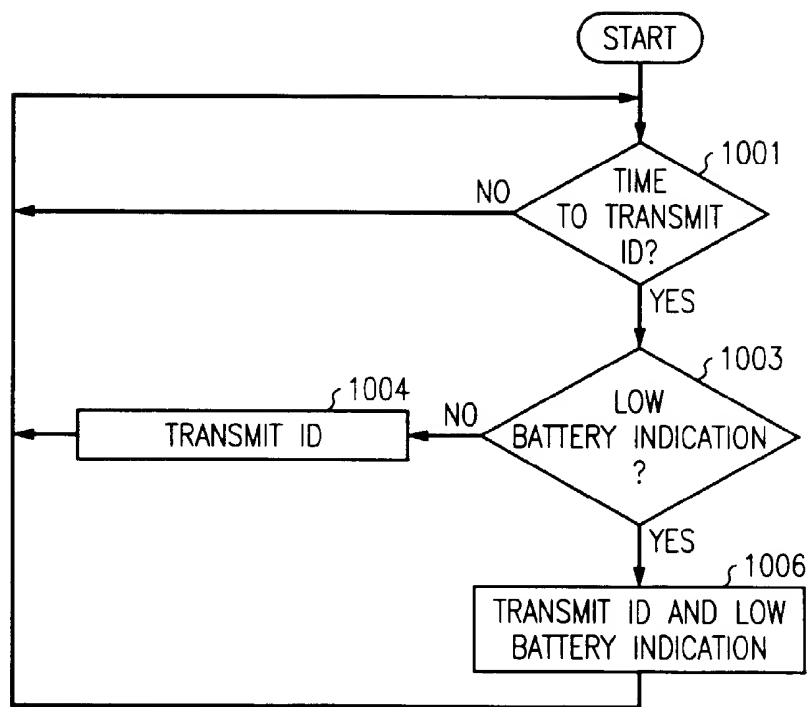 START
1001
NO
TIME
TO TRANSMIT
ID?
YES
1003
1004
NO
LOW
BATTERY INDICATION
?
TRANSMIT ID
YES
1006
TRANSMIT ID AND LOW
BATTERY INDICATION